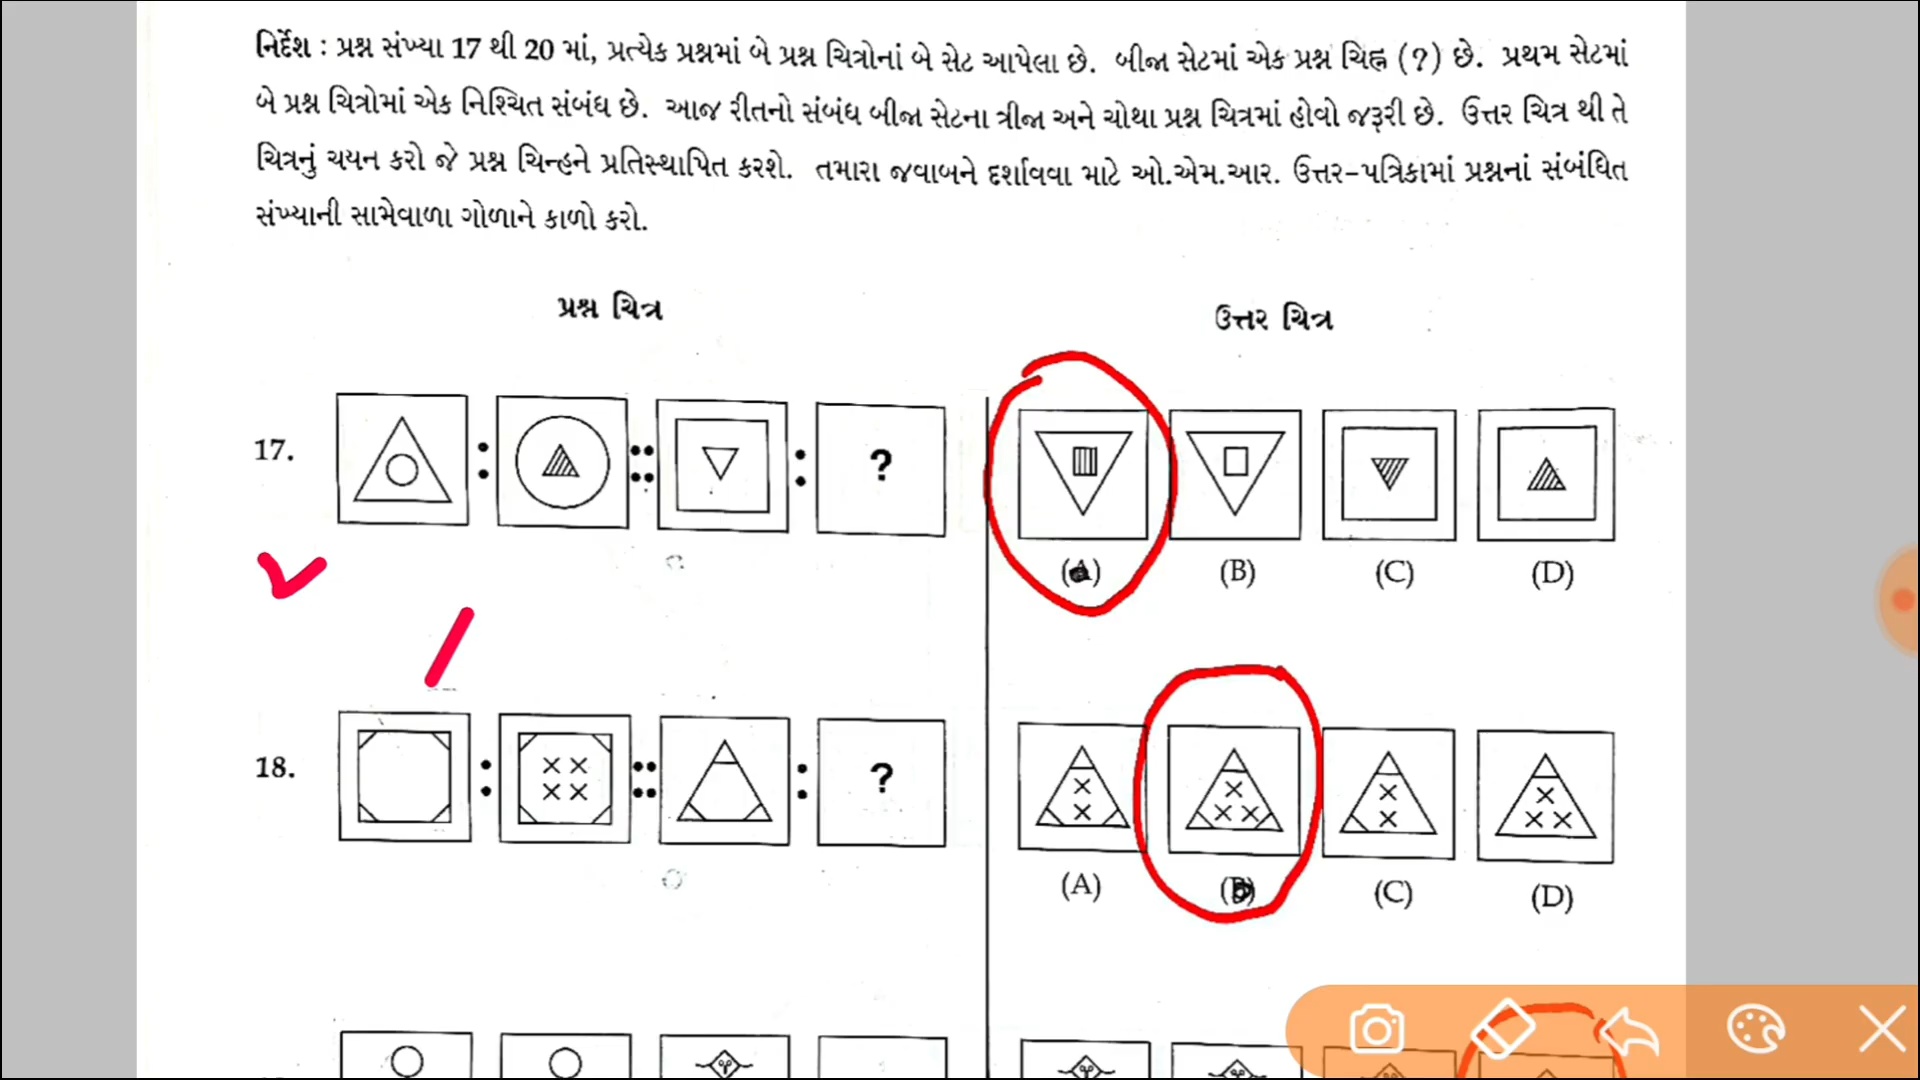 નિર્દેશ : પ્રશ્ન સંખ્યા 17 થી 20 માં, પ્રત્યેક પ્રશ્નમાં બે પ્રશ્ન ચિત્રોનાં બે સેટ આપેલા છે. બીજા સેટમાં એક પ્રશ્ન ચિહ્ન (?) છે. પ્રથમ સેટમાં
બે પ્રશ્ન ચિત્રોમાં એક નિશ્ચિત સંબંધ છે. આજ રીતનો સંબંધ બીજા સેટના ત્રીજા અને ચોથા પ્રશ્ન ચિત્રમાં હોવો જરૂરી છે. ઉત્તર ચિત્ર થી તે
ચિત્રનું ચયન કરો જે પ્રશ્ન ચિન્હને પ્રતિસ્થાપિત કરશે. તમારા જવાબને દર્શાવવા માટે ઓ.એમ.આર. ઉત્તર-પત્રિકામાં પ્રશ્નનાં સંબંધિત
સંખ્યાની સામેવાળા ગોળાને કાળો કરો.
પ્રશ્ન ચિત્ર
ઉત્તર ચિત્ર
17. : :: : ?
(A) (B) (C) (D)
18. : :: : ?
(A) (B) (C) (D)